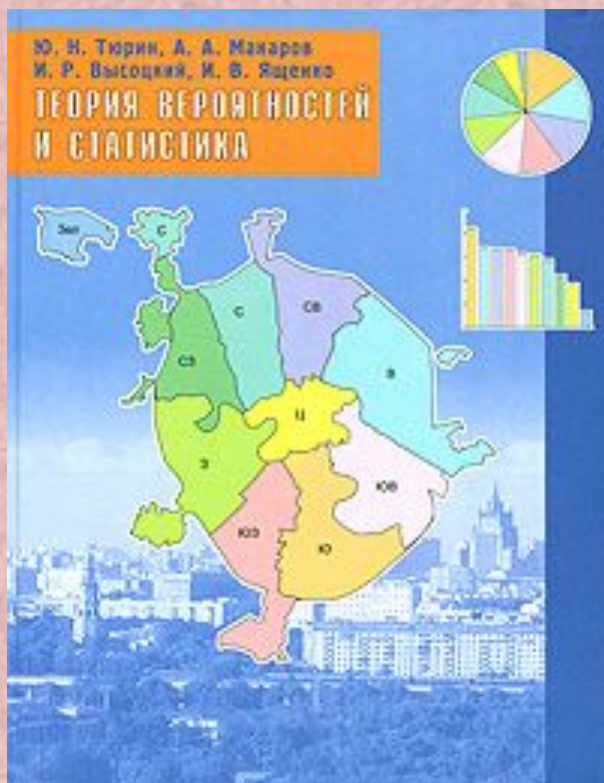 Ю. Н. Тюрин, А. А. Макаров
И. Р. Высоцкий, И. В. Ященко
ТЕОРИЯ ВЕРОЯТНОСТЕЙ
И СТАТИСТИКА
Зел
С
С
СВ
СЗ
В
Ц
З
ЮВ
ЮЗ
Ю